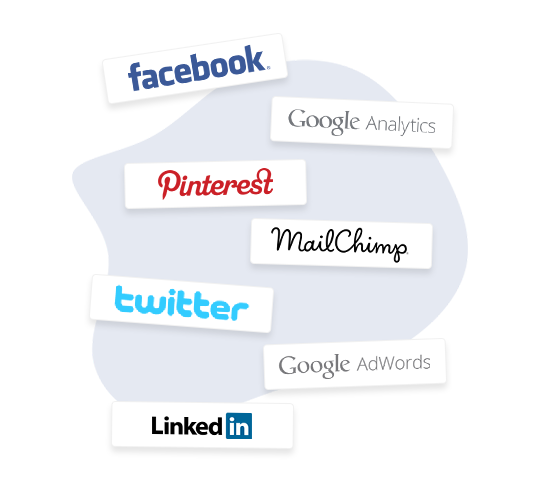 facebook®
Google Analytics
Pinterest
MailChimp
twitter
Google AdWords
Linkedin